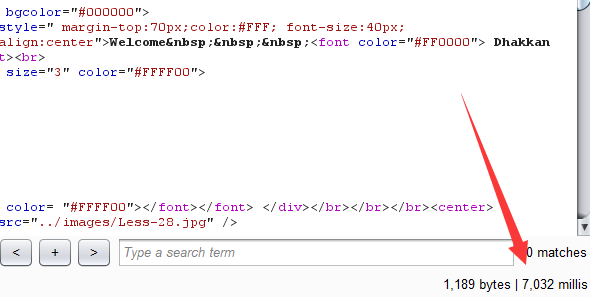 bgcolor="#000000">
style=" margin-top:70px;color:#FFF; font-size:40px;
align:center">Welcome&nbsp;&nbsp;&nbsp;<font color="#FF0000"> Dhakkan
t><br>
size="3" color="#FFFF00">
color= "#FFFF00"></font></font> </div></br></br></br><center>
src="../images/Less-28.jpg" />
< + > Type a search term 0 matches
1,189 bytes | 7,032 millis